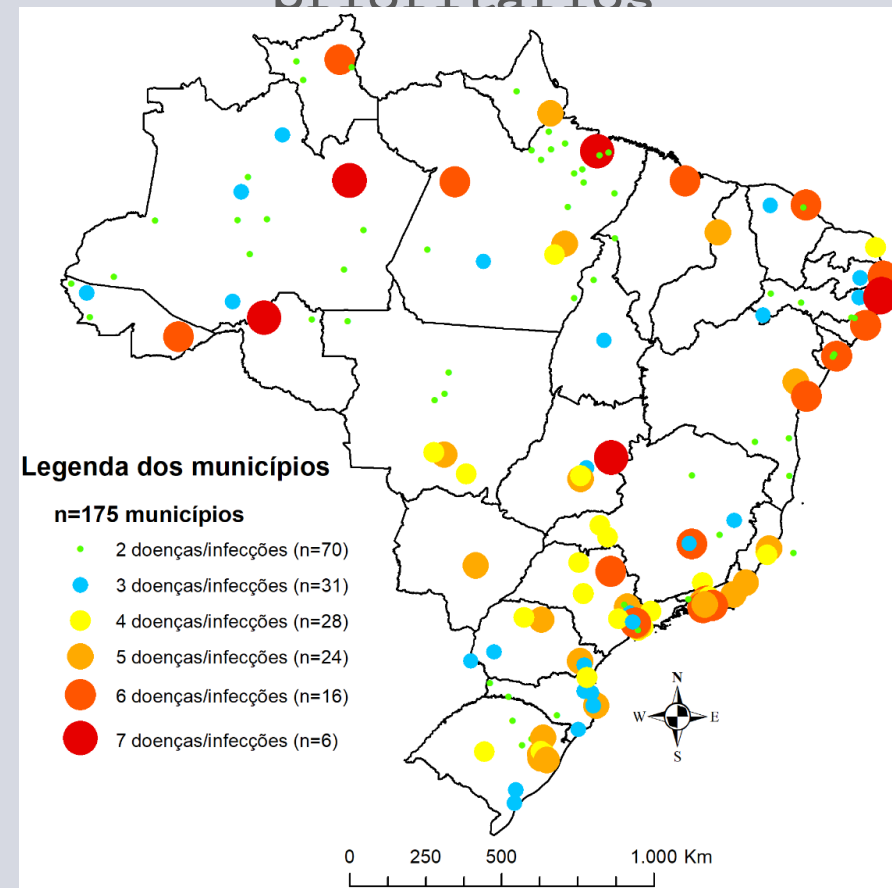 prioritários
Legenda dos municípios
n=175 municípios
2 doenças/infecções (n=70)
3 doenças/infecções (n=31)
4 doenças/infecções (n=28)
5 doenças/infecções (n=24)
6 doenças/infecções (n=16)
7 doenças/infecções (n=6)
N
W E
S
0 250 500 1.000 Km